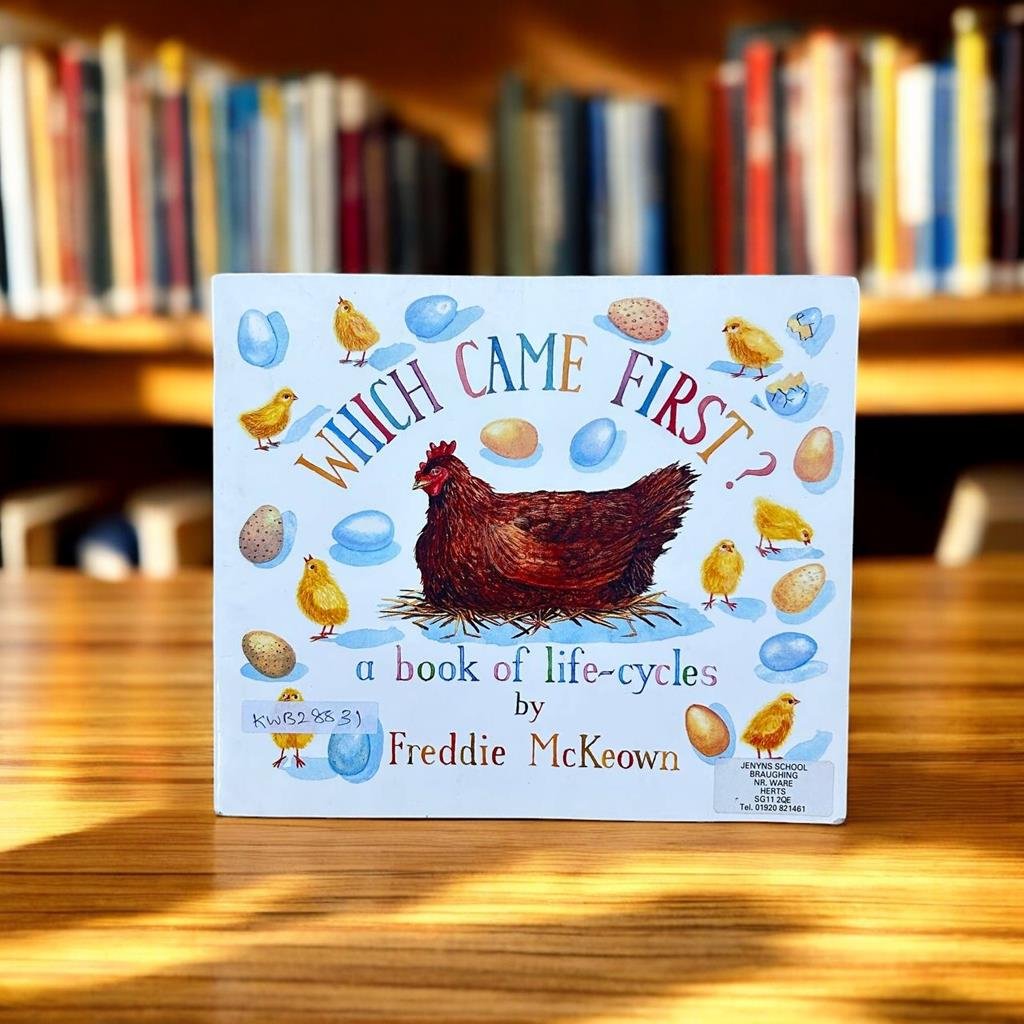 WHICH CAME FIRST?
a book of life-cycles
by
Freddie McKeown
KWB28831
JENYNS SCHOOL
BRAUGHING
NR. WARE
HERTS
SG11 2QE
Tel. 01920 821461